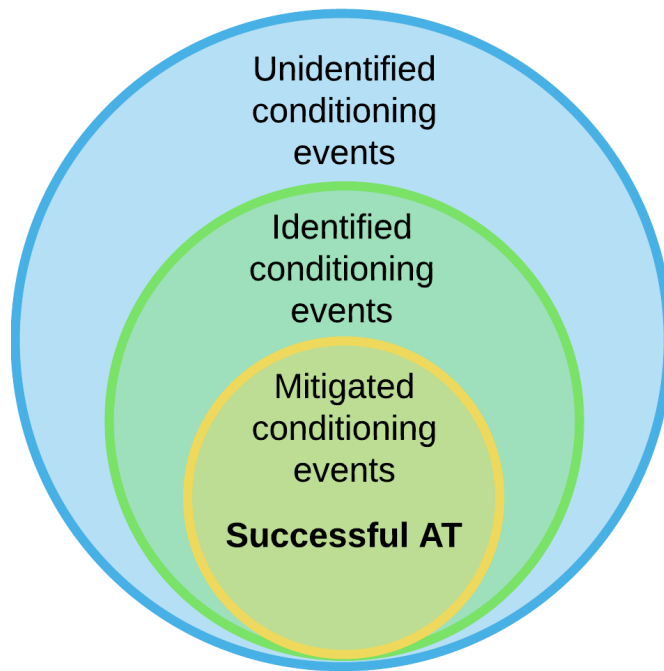 Unidentified
conditioning
events
Identified
conditioning
events
Mitigated
conditioning
events
Successful AT